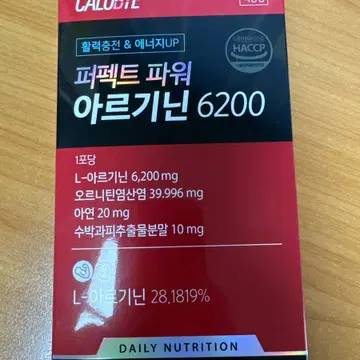 CALOBYE
활력충전 & 에너지UP
HACCP
퍼펙트 파워
아르기닌 6200
1포당
L-아르기닌 6,200 mg
오르니틴염산염 39.996 mg
아연 20 mg
수박과피추출물분말 10 mg
L-아르기닌 28.1819%
DAILY NUTRITION